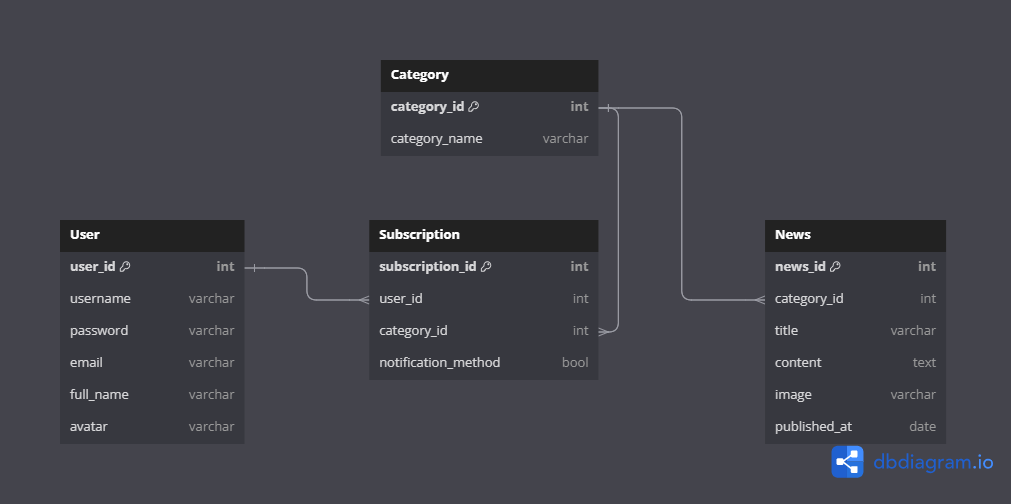 Category
category_id int
category_name varchar
User
user_id int
username varchar
password varchar
email varchar
full_name varchar
avatar varchar
Subscription
subscription_id int
user_id int
category_id int
notification_method bool
News
news_id int
category_id int
title varchar
content text
image varchar
published_at date
dbdiagram.io